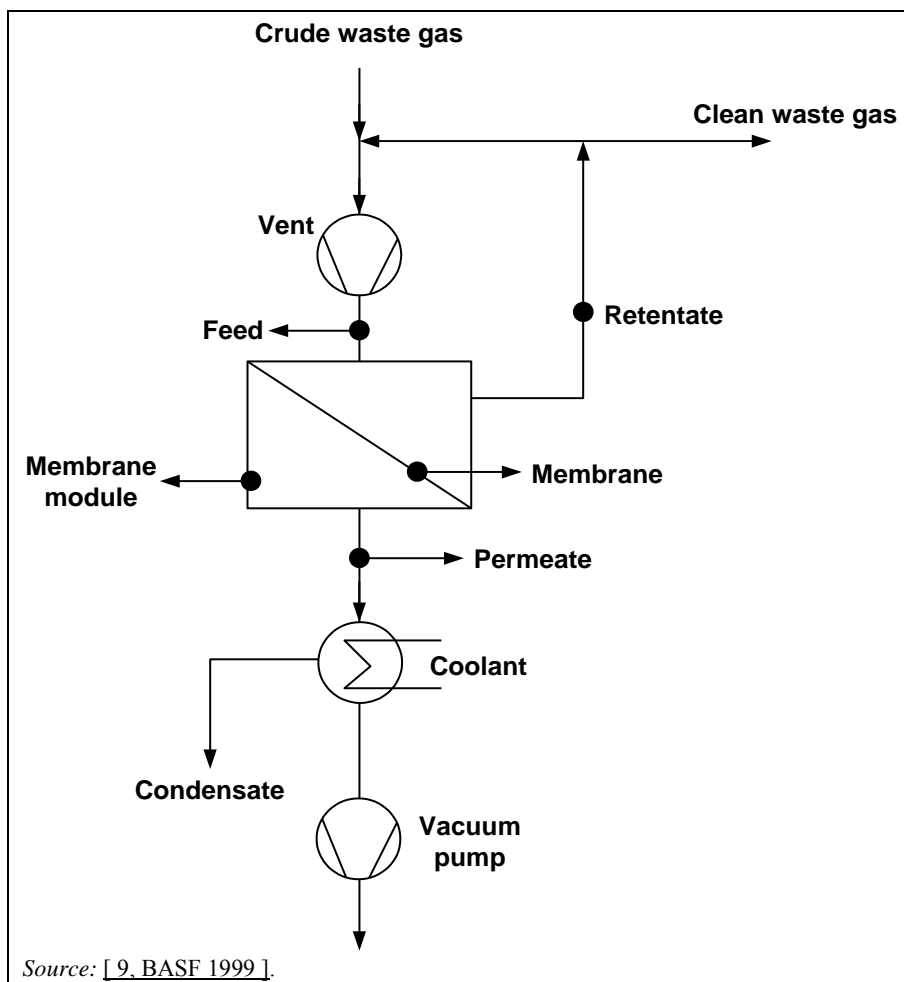 Crude waste gas
Clean waste gas
Vent
Feed
Retentate
Membrane
module
Membrane
Permeate
Coolant
Condensate
Vacuum
pump
Source: [ 9, BASF 1999 ].